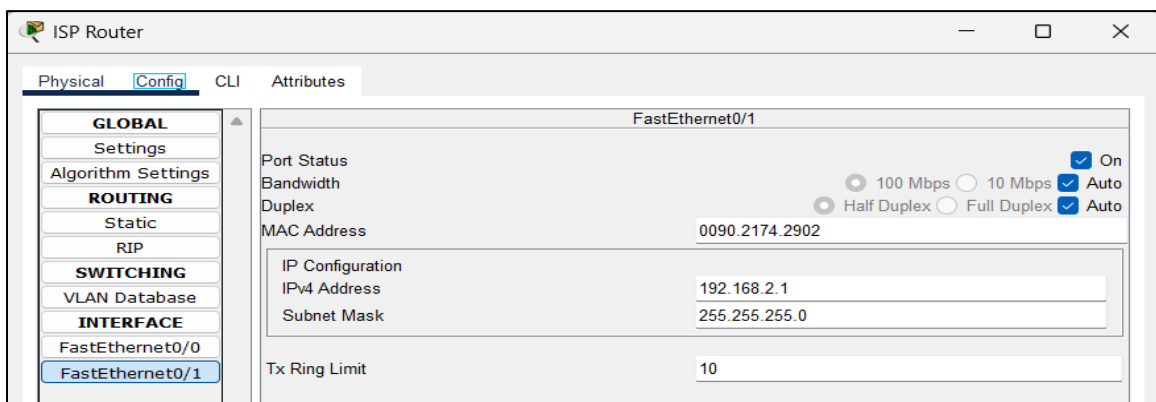 ISP Router
Physical Config CLI Attributes
GLOBAL
Settings
Algorithm Settings
ROUTING
Static
RIP
SWITCHING
VLAN Database
INTERFACE
FastEthernet0/0
FastEthernet0/1
FastEthernet0/1
Port Status On
Bandwidth 100 Mbps 10 Mbps Auto
Duplex Half Duplex Full Duplex Auto
MAC Address 0090.2174.2902
IP Configuration
IPv4 Address 192.168.2.1
Subnet Mask 255.255.255.0
Tx Ring Limit 10